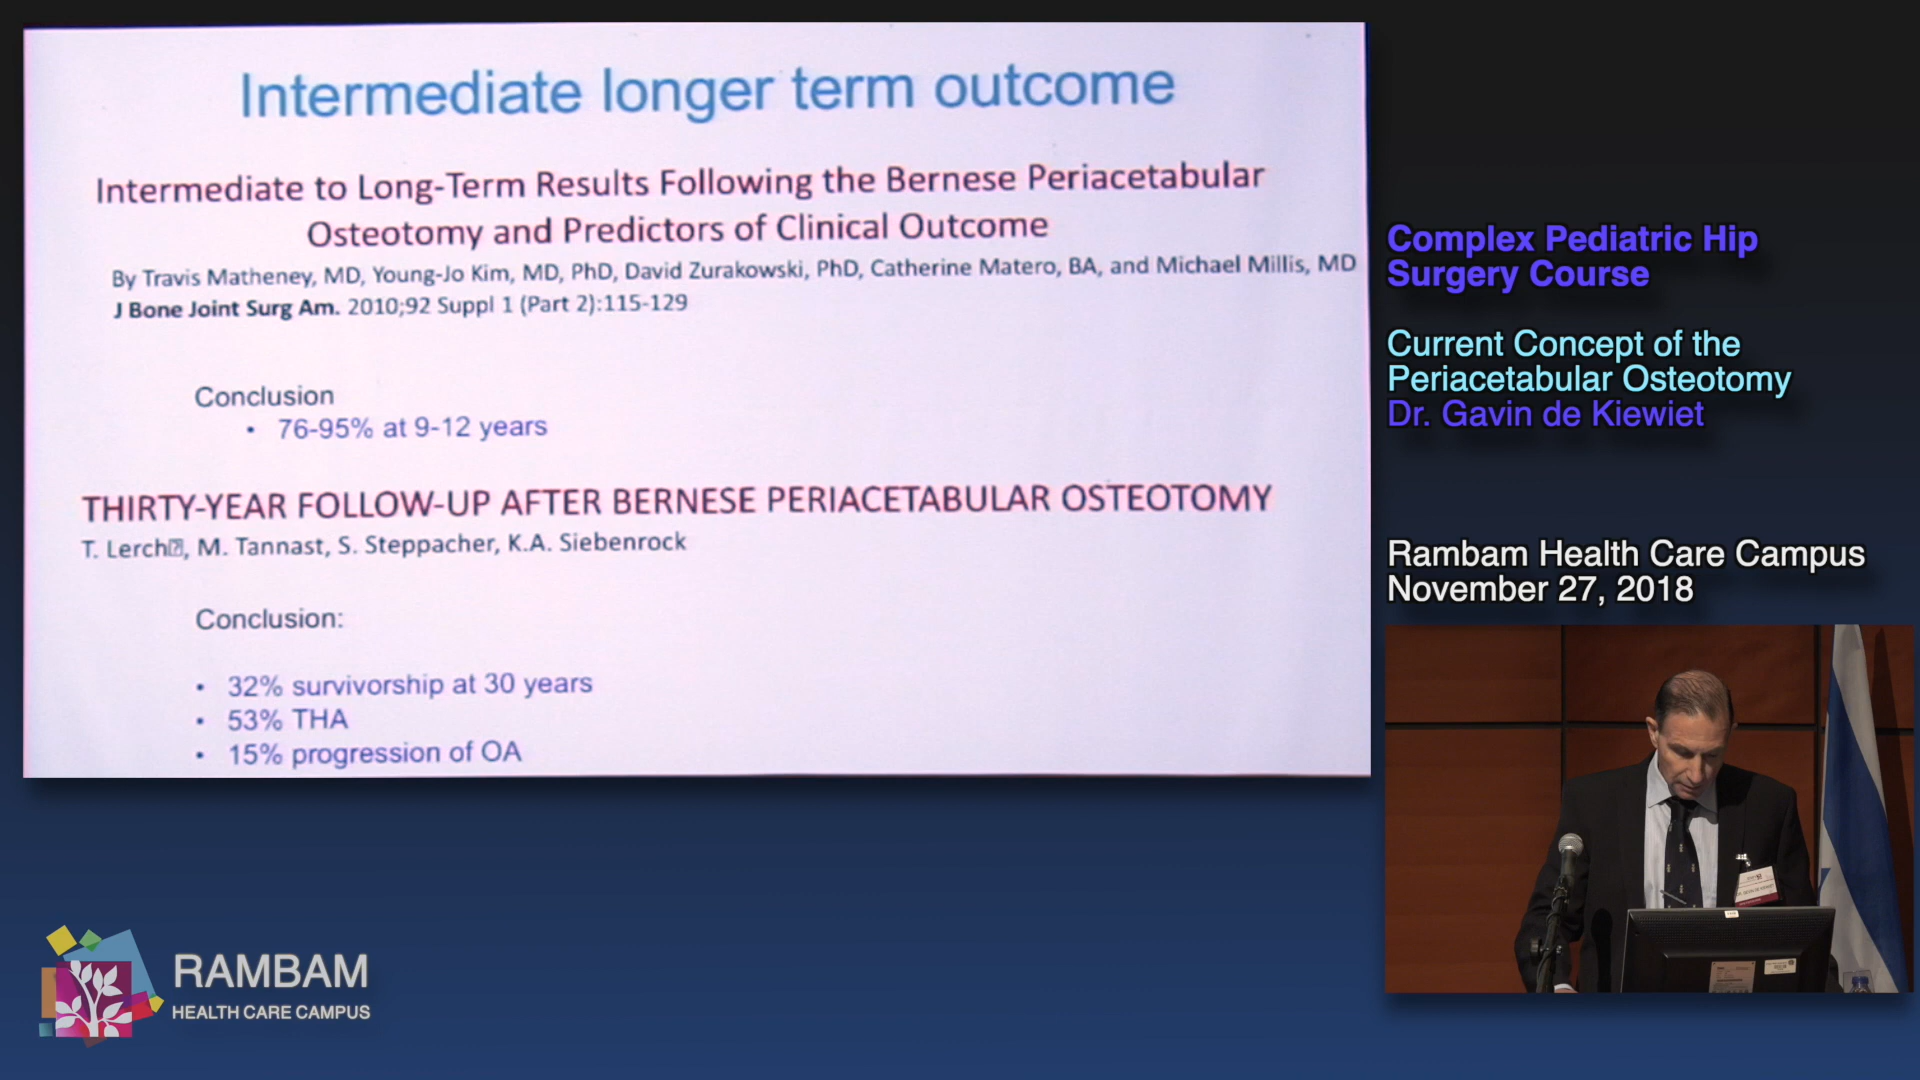 Intermediate longer term outcome
Intermediate to Long-Term Results Following the Bernese Periacetabular
Osteotomy and Predictors of Clinical Outcome
By Travis Matheney, MD, Young-Jo Kim, MD, PhD, David Zurakowski, PhD, Catherine Matero, BA, and Michael Millis, MD
J Bone Joint Surg Am. 2010;92 Suppl 1 (Part 2):115-129
Conclusion
• 76-95% at 9-12 years
THIRTY-YEAR FOLLOW-UP AFTER BERNESE PERIACETABULAR OSTEOTOMY
T. Lerch, M. Tannast, S. Steppacher, K.A. Siebenrock
Conclusion:
• 32% survivorship at 30 years
• 53% THA
• 15% progression of OA
Complex Pediatric Hip
Surgery Course
Current Concept of the
Periacetabular Osteotomy
Dr. Gavin de Kiewiet
Rambam Health Care Campus
November 27, 2018
RAMBAM
HEALTH CARE CAMPUS